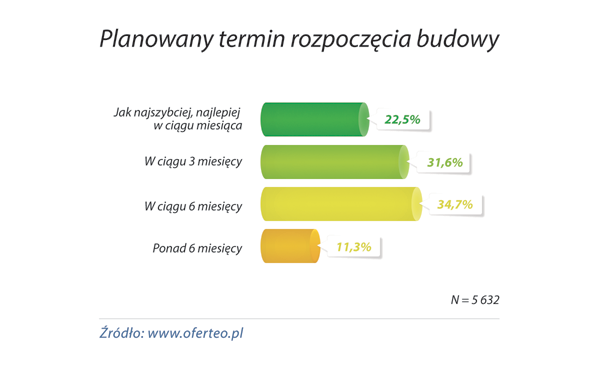 Planowany termin rozpoczęcia budowy
Jak najszybciej, najlepiej
w ciągu miesiąca
22,5%
W ciągu 3 miesięcy
31,6%
W ciągu 6 miesięcy
34,7%
Ponad 6 miesięcy
11,3%
N = 5 632
Źródło: www.oferteo.pl